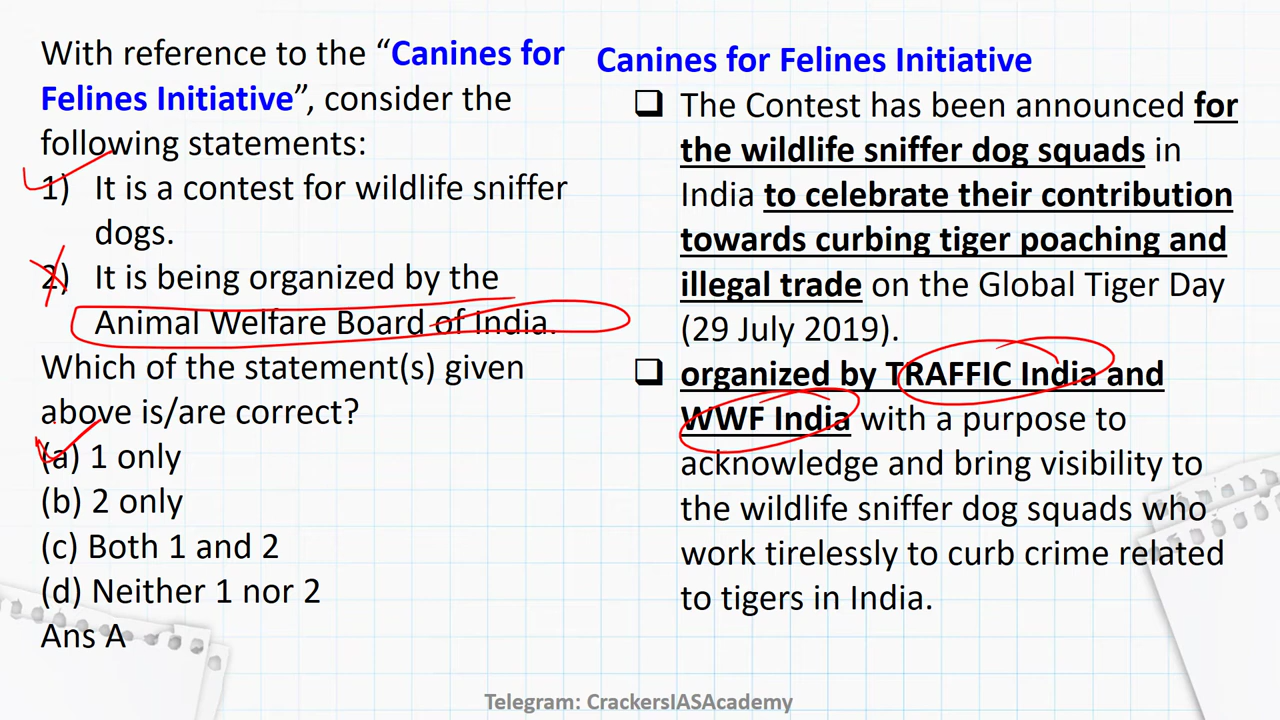 With reference to the “Canines for
Felines Initiative”, consider the
following statements:
1) It is a contest for wildlife sniffer
dogs.
2) It is being organized by the
Animal Welfare Board of India.
Which of the statement(s) given
above is/are correct?
(a) 1 only
(b) 2 only
(c) Both 1 and 2
(d) Neither 1 nor 2
Ans A
Canines for Felines Initiative
❑ The Contest has been announced for
the wildlife sniffer dog squads in
India to celebrate their contribution
towards curbing tiger poaching and
illegal trade on the Global Tiger Day
(29 July 2019).
❑ organized by TRAFFIC India and
WWF India with a purpose to
acknowledge and bring visibility to
the wildlife sniffer dog squads who
work tirelessly to curb crime related
to tigers in India.
Telegram: CrackersIASAcademy